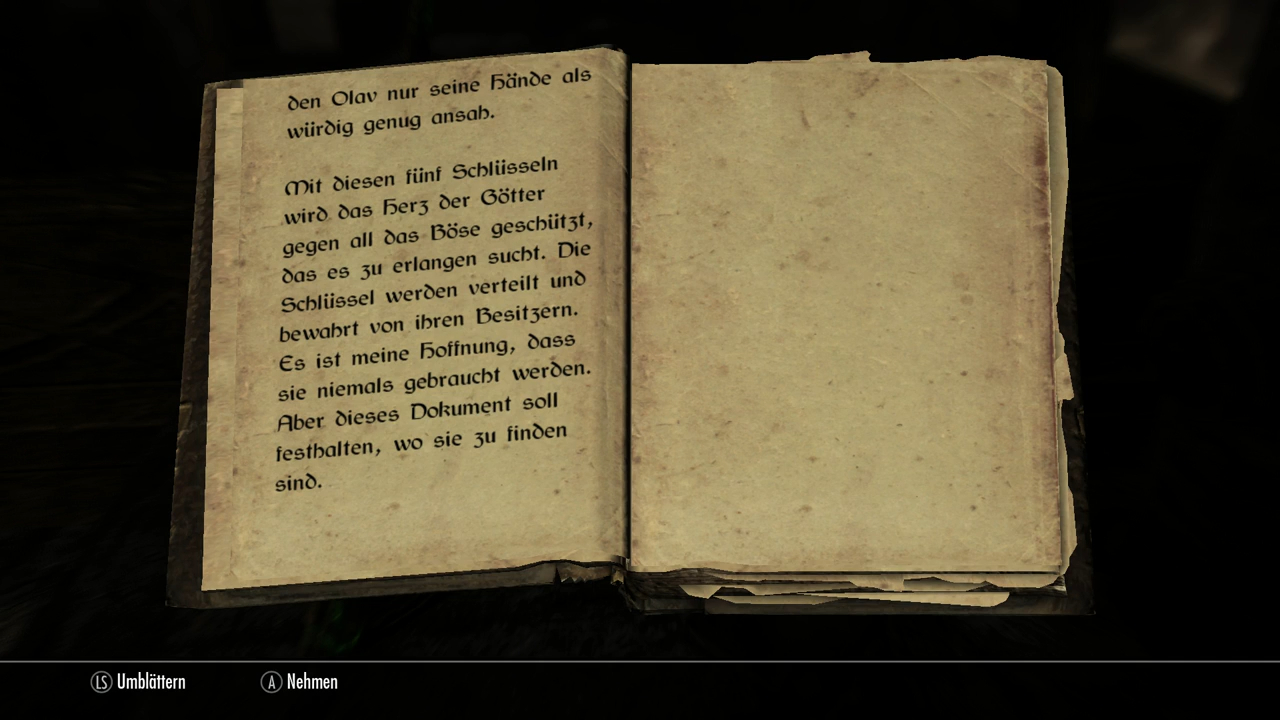 den Olav nur seine Hände als
würdig genug ansah.
Mit diesen fünf Schlüsseln
wird das Herz der Götter
gegen all das Böse geschützt,
das es zu erlangen sucht. Die
Schlüssel werden verteilt und
bewahrt von ihren Besitzern.
Es ist meine Hoffnung, dass
sie niemals gebraucht werden.
Aber dieses Dokument soll
festhalten, wo sie zu finden
sind.
LS Umblättern
A Nehmen